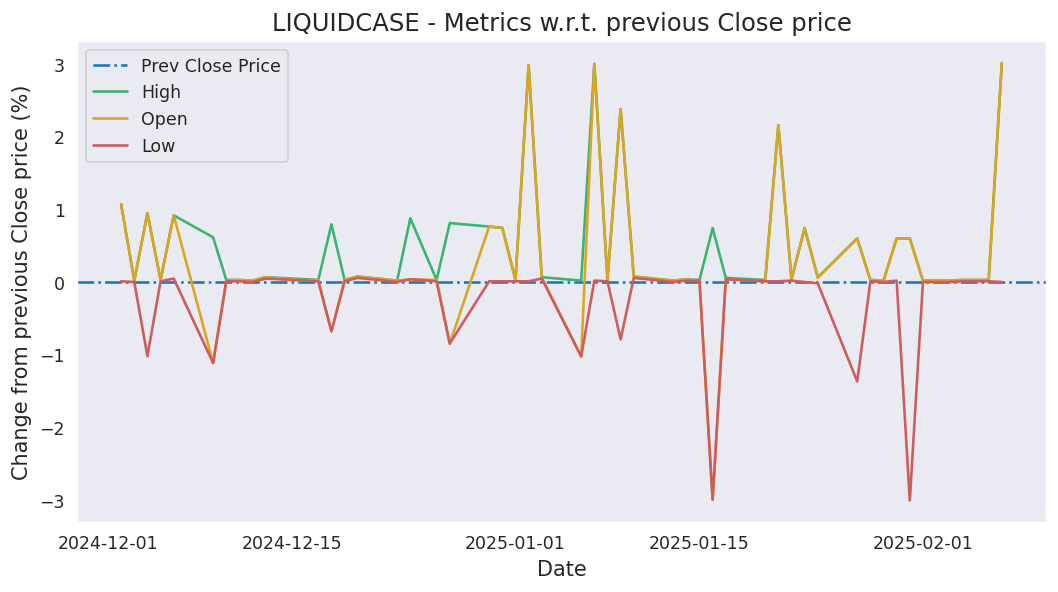 LIQUIDCASE - Metrics w.r.t. previous Close price
Change from previous Close price (%)
3
2
1
0
−1
−2
−3
Prev Close Price
High
Open
Low
2024-12-01
2024-12-15
2025-01-01
2025-01-15
2025-02-01
Date